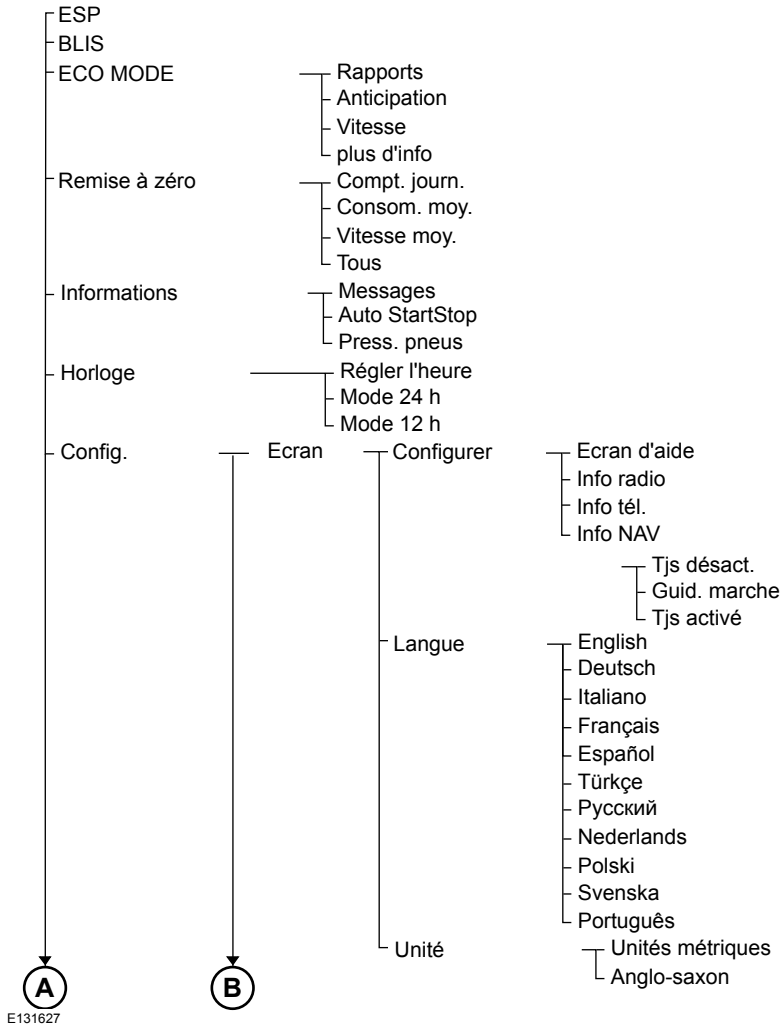 ESP
BLIS
ECO MODE
Rapports
Anticipation
Vitesse
plus d'info
Remise à zéro
Compt. journ.
Consom. moy.
Vitesse moy.
Tous
Informations
Messages
Auto StartStop
Press. pneus
Horloge
Régler l'heure
Mode 24 h
Mode 12 h
Config.
Ecran
Configurer
Ecran d'aide
Info radio
Info tél.
Info NAV
Tjs désact.
Guid. marche
Tjs activé
Langue
English
Deutsch
Italiano
Français
Español
Türkçe
Русский
Nederlands
Polski
Svenska
Português
Unité
Unités métriques
Anglo-saxon
A
B
E131627